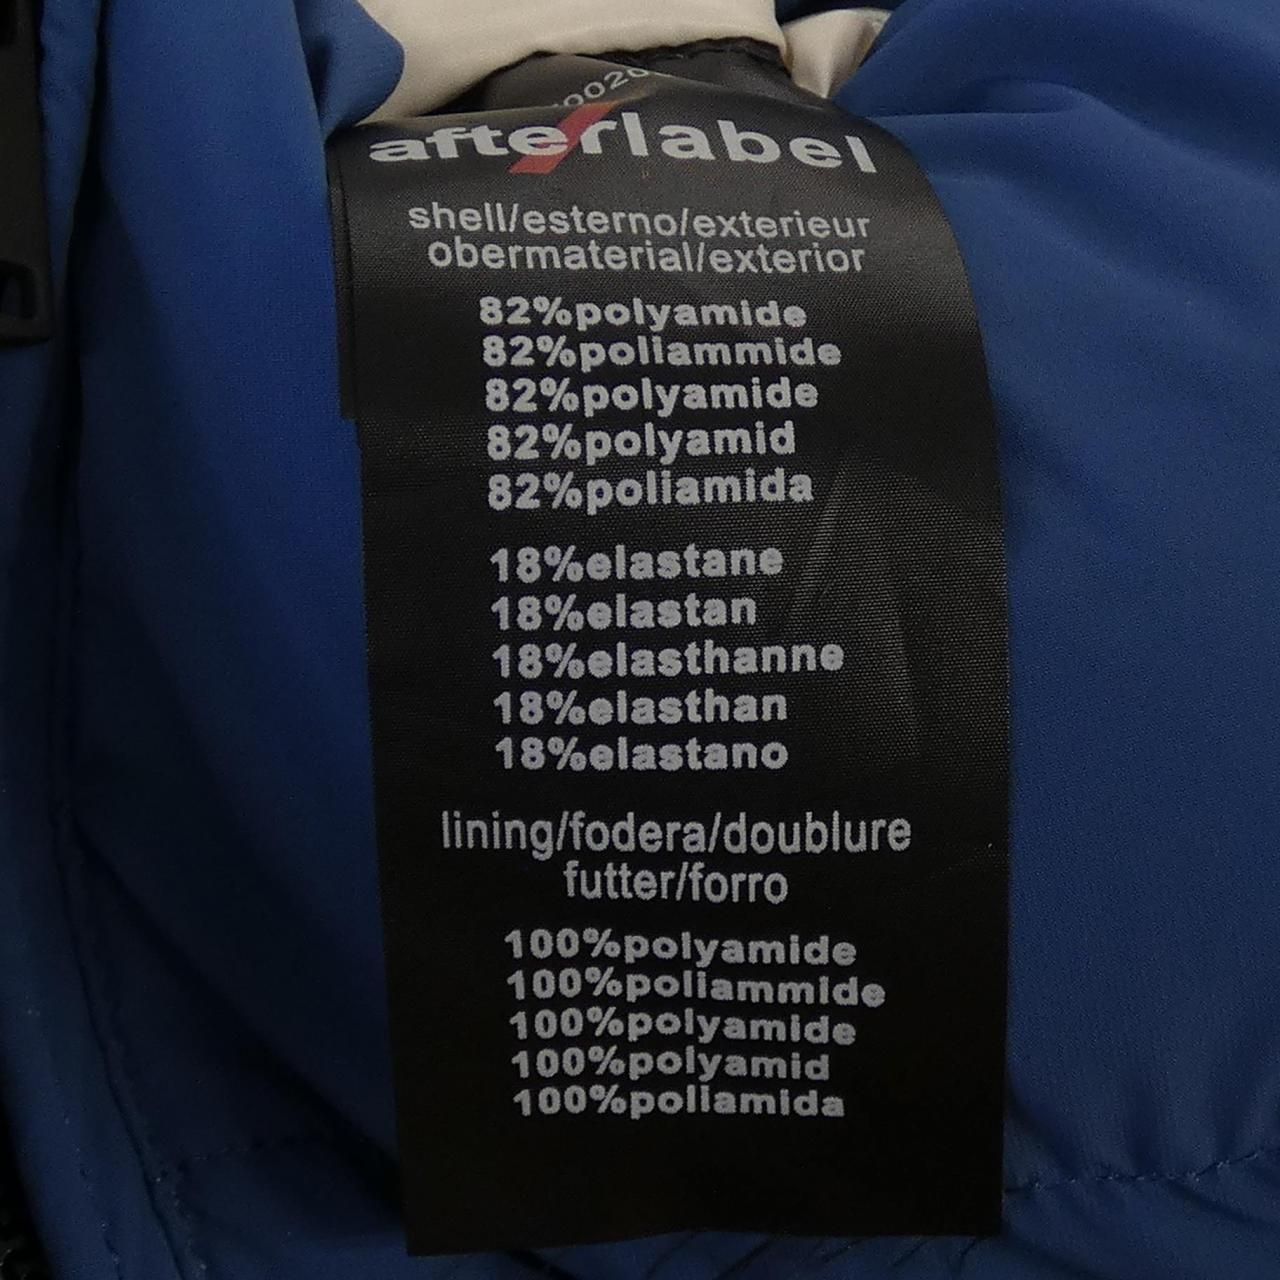 afterlabel
shell/esterno/exterieur
obermaterial/exterior
82%polyamide
82%poliammide
82%polyamide
82%polyamid
82%poliamida
18%elastane
18%elastan
18%elasthanne
18%elasthan
18%elastano
lining/fodera/doublure
futter/forro
100%polyamide
100%poliammide
100%polyamide
100%polyamid
100%poliamida